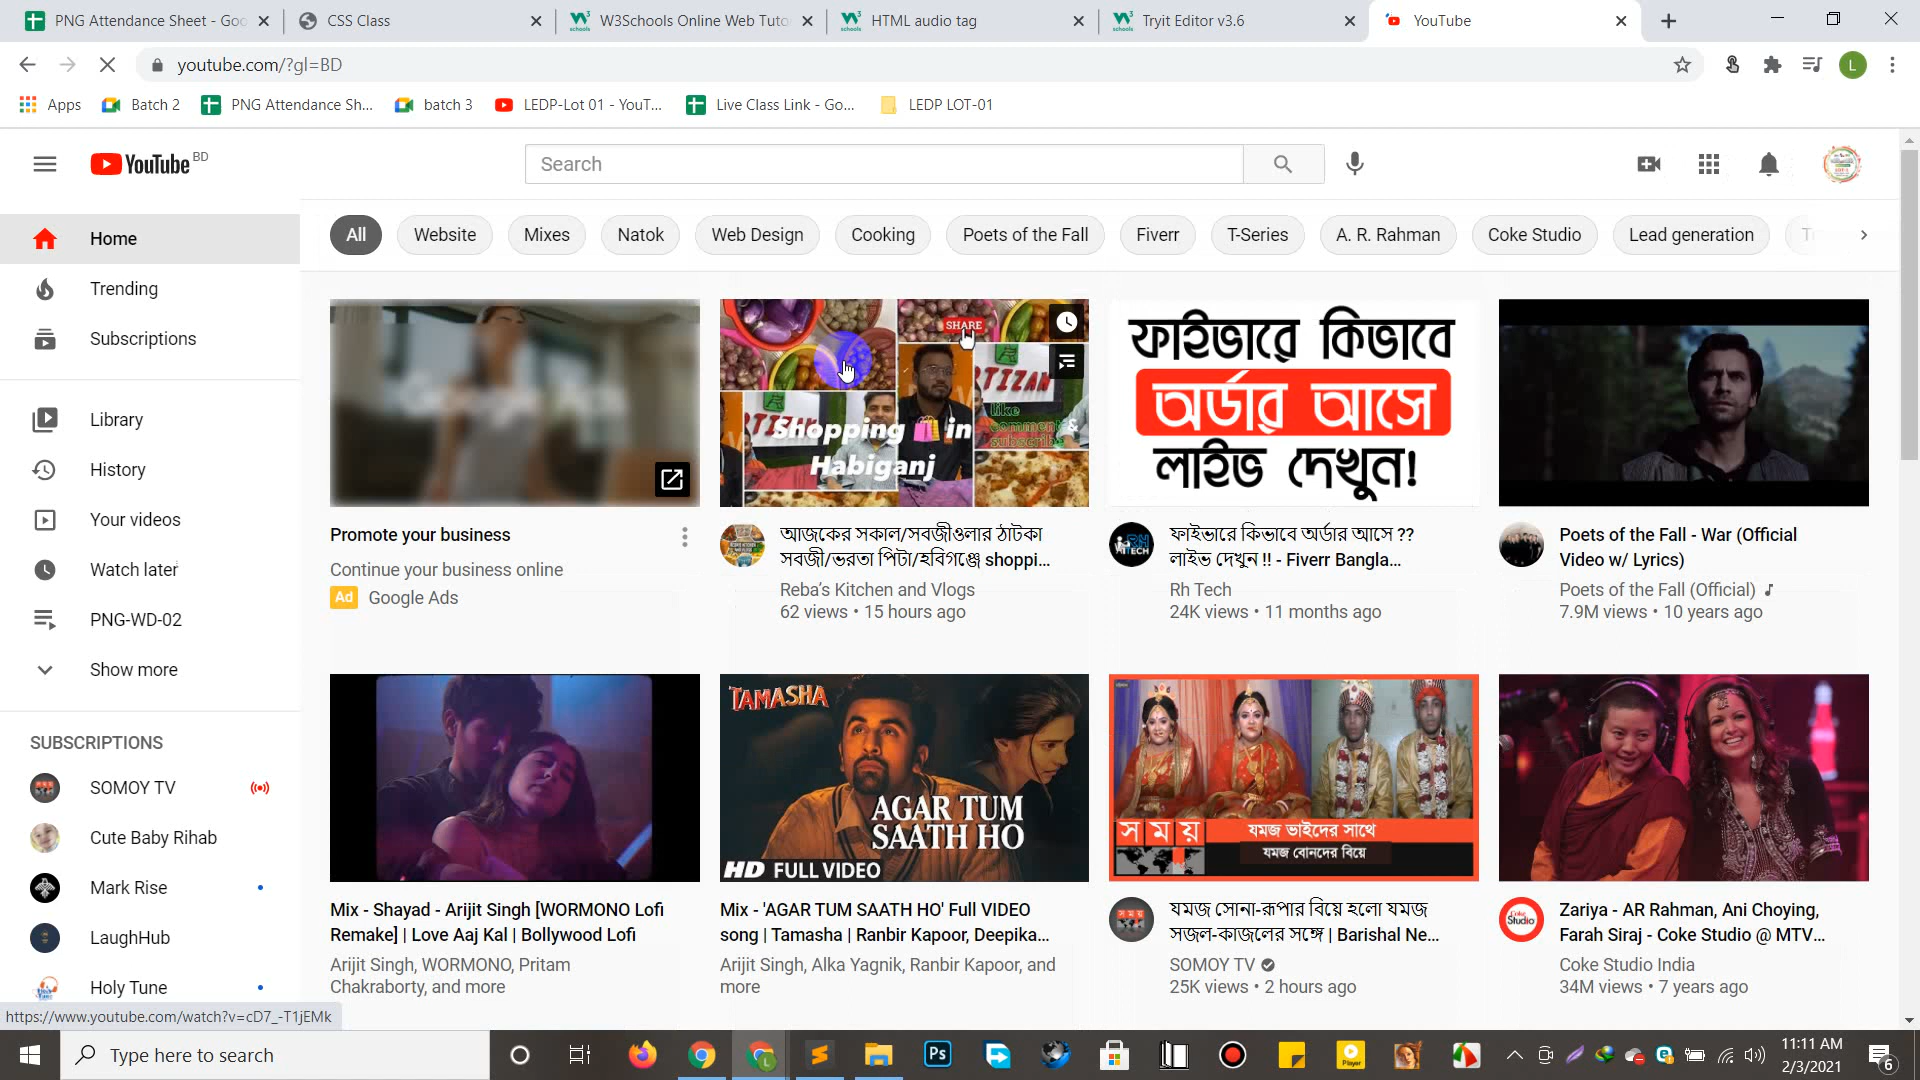 PNG Attendance Sheet - Goo
CSS Class
W3Schools Online Web Tuto
HTML audio tag
Tryit Editor v3.6
YouTube
youtube.com/?gl=BD
L
Apps
Batch 2
PNG Attendance Sh...
batch 3
LEDP-Lot 01 - YouT...
Live Class Link - Go...
LEDP LOT-01
YouTube BD
Search
All
Website
Mixes
Natok
Web Design
Cooking
Poets of the Fall
Fiverr
T-Series
A. R. Rahman
Coke Studio
Lead generation
Home
Trending
Subscriptions
Library
History
Your videos
Watch later
PNG-WD-02
Show more
SUBSCRIPTIONS
SOMOY TV
Cute Baby Rihab
Mark Rise
LaughHub
Holy Tune
SHARE
like
comment &
subscribe
Shopping in
Habiganj
ফাইভারে কিভাবে
অর্ডার আসে
লাইভ দেখুন!
Promote your business
Continue your business online
Ad Google Ads
আজকের সকাল/সবজীওলার ঠাটকা
সবজী/ভরতা পিটা/হবিগঞ্জে shoppi...
Reba's Kitchen and Vlogs
62 views • 15 hours ago
ফাইভারে কিভাবে অর্ডার আসে ??
লাইভ দেখুন !! - Fiverr Bangla...
Rh Tech
24K views • 11 months ago
Poets of the Fall - War (Official
Video w/ Lyrics)
Poets of the Fall (Official)
7.9M views • 10 years ago
TAMASHA
AGAR TUM
SAATH HO
HD FULL VIDEO
সময়
যমজ ভাইদের সাথে
যমজ বোনদের বিয়ে
Mix - Shayad - Arijit Singh [WORMONO Lofi
Remake] | Love Aaj Kal | Bollywood Lofi
Arijit Singh, WORMONO, Pritam
Chakraborty, and more
Mix - 'AGAR TUM SAATH HO' Full VIDEO
song | Tamasha | Ranbir Kapoor, Deepika...
Arijit Singh, Alka Yagnik, Ranbir Kapoor, and
more
যমজ সোনা-রূপার বিয়ে হলো যমজ
সজল-কাজলের সঙ্গে | Barishal Ne...
SOMOY TV
25K views • 2 hours ago
Coke Studio
Zariya - AR Rahman, Ani Choying,
Farah Siraj - Coke Studio @ MTV...
Coke Studio India
34M views • 7 years ago
https://www.youtube.com/watch?v=cD7_-T1jEMk
Type here to search
Ps
Player
11:11 AM
2/3/2021
6